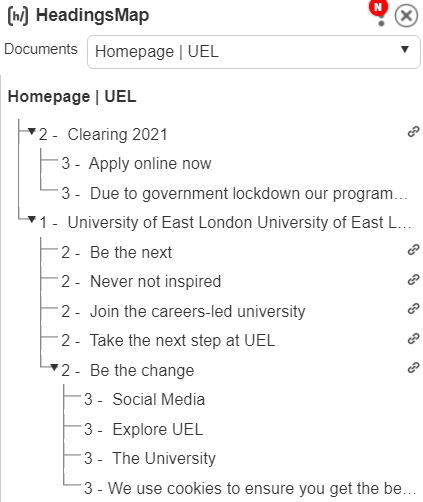 [h/] HeadingsMap
N
Documents Homepage | UEL
Homepage | UEL
2 - Clearing 2021
3 - Apply online now
3 - Due to government lockdown our program…
1 - University of East London University of East L…
2 - Be the next
2 - Never not inspired
2 - Join the careers-led university
2 - Take the next step at UEL
2 - Be the change
3 - Social Media
3 - Explore UEL
3 - The University
3 - We use cookies to ensure you get the be…